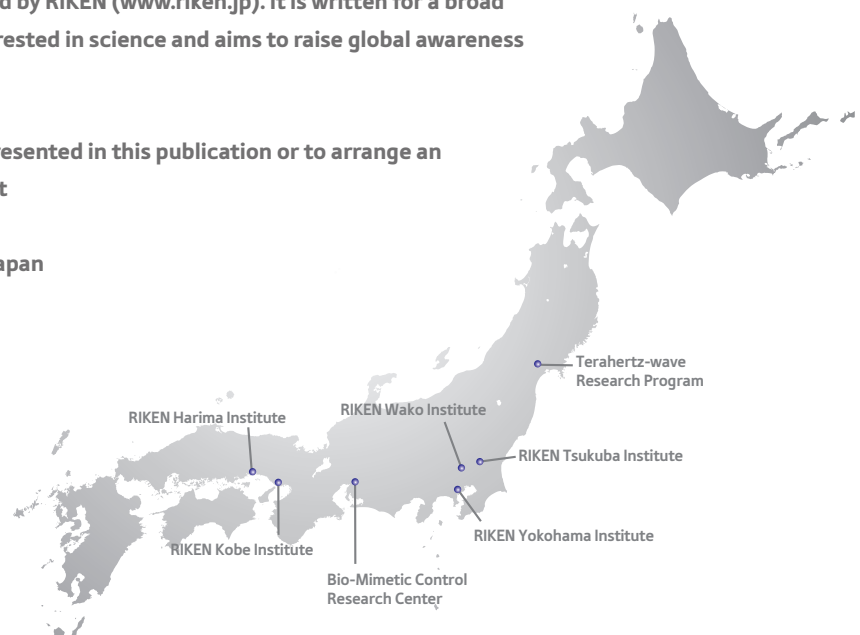 d by RIKEN (www.riken.jp). It is written for a broad
rested in science and aims to raise global awareness
esented in this publication or to arrange an
t
apan
Terahertz-wave
Research Program
RIKEN Harima Institute
RIKEN Wako Institute
RIKEN Tsukuba Institute
RIKEN Yokohama Institute
RIKEN Kobe Institute
Bio-Mimetic Control
Research Center